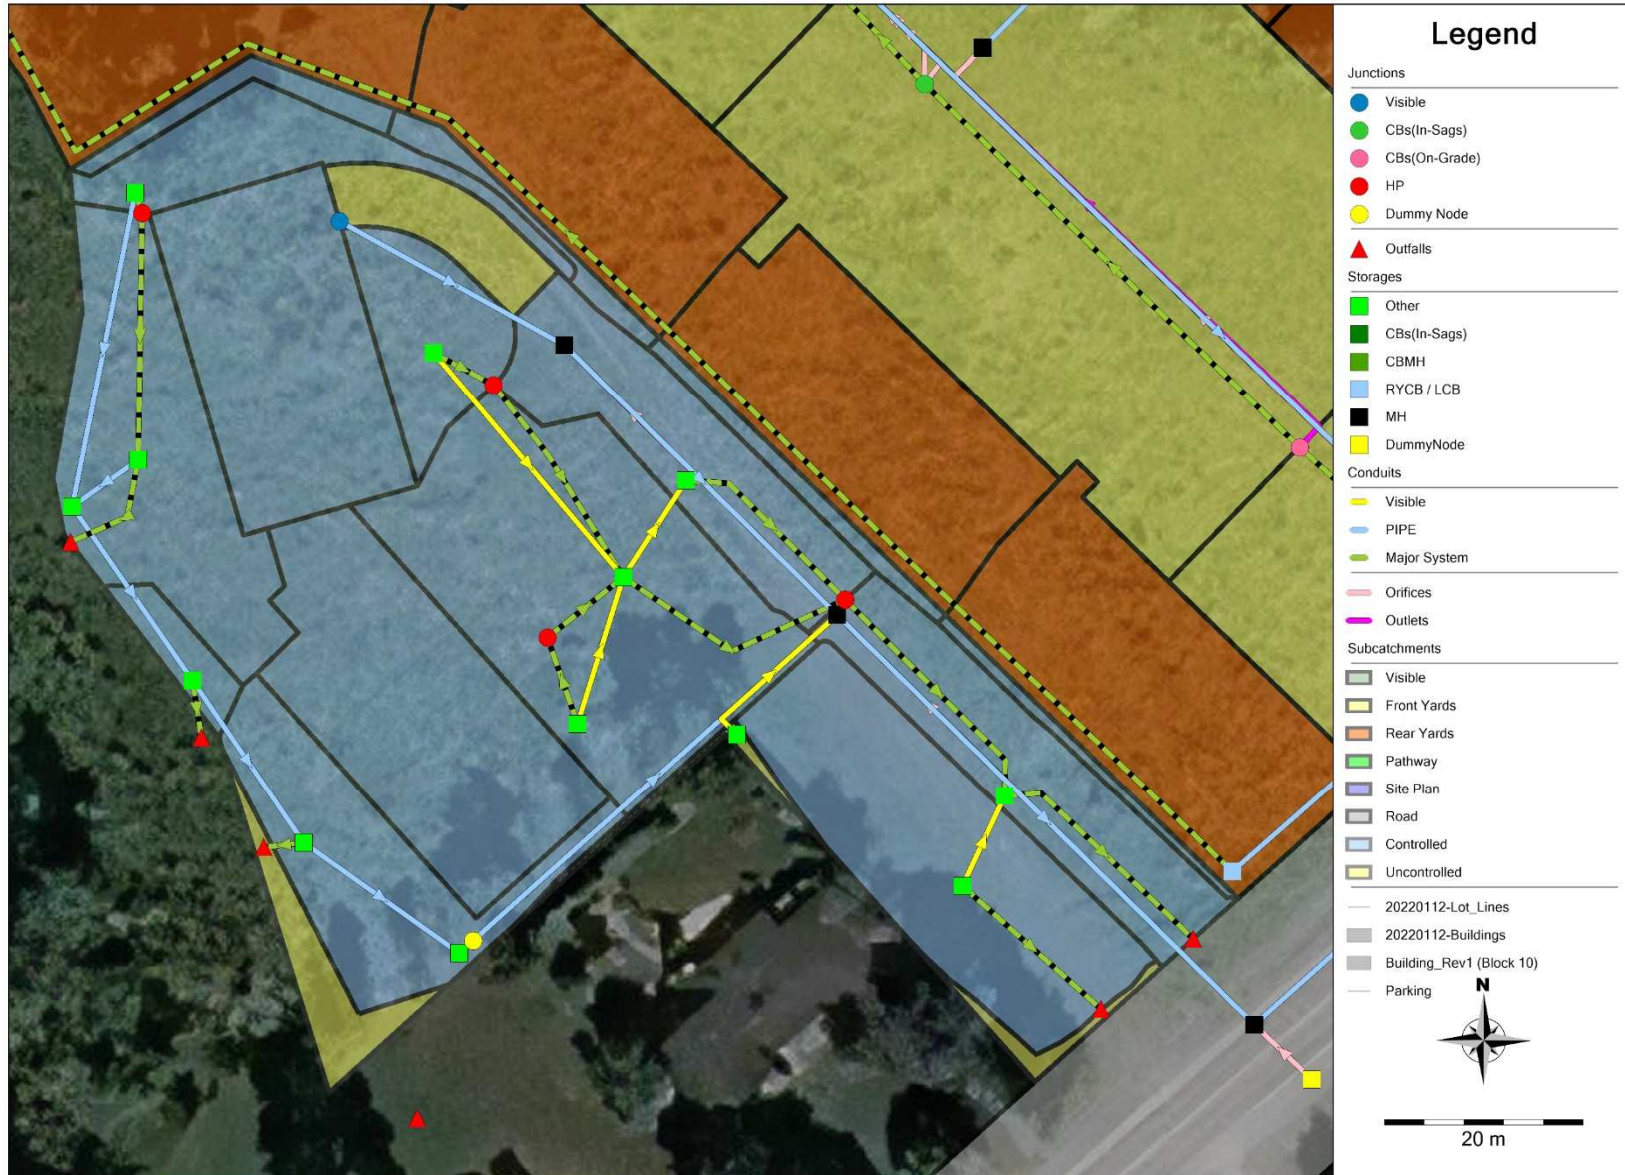 Legend
Junctions
Visible
CBs(In-Sags)
CBs(On-Grade)
HP
Dummy Node
Outfalls
Storages
Other
CBs(In-Sags)
CBMH
RYCB / LCB
MH
DummyNode
Conduits
Visible
PIPE
Major System
Orifices
Outlets
Subcatchments
Visible
Front Yards
Rear Yards
Pathway
Site Plan
Road
Controlled
Uncontrolled
20220112-Lot_Lines
20220112-Buildings
Building_Rev1 (Block 10)
Parking
N
20 m